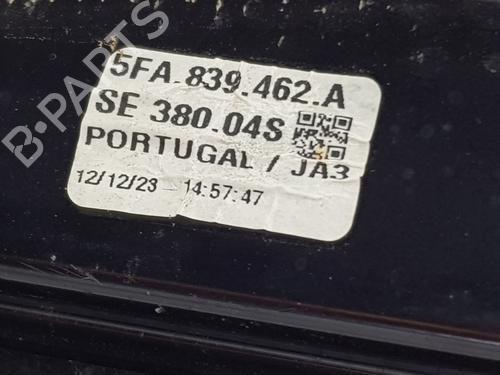 5FA.839.462.A
SE 380.04S
PORTUGAL / JA3
12/12/23 14:57:47
B-PARTS